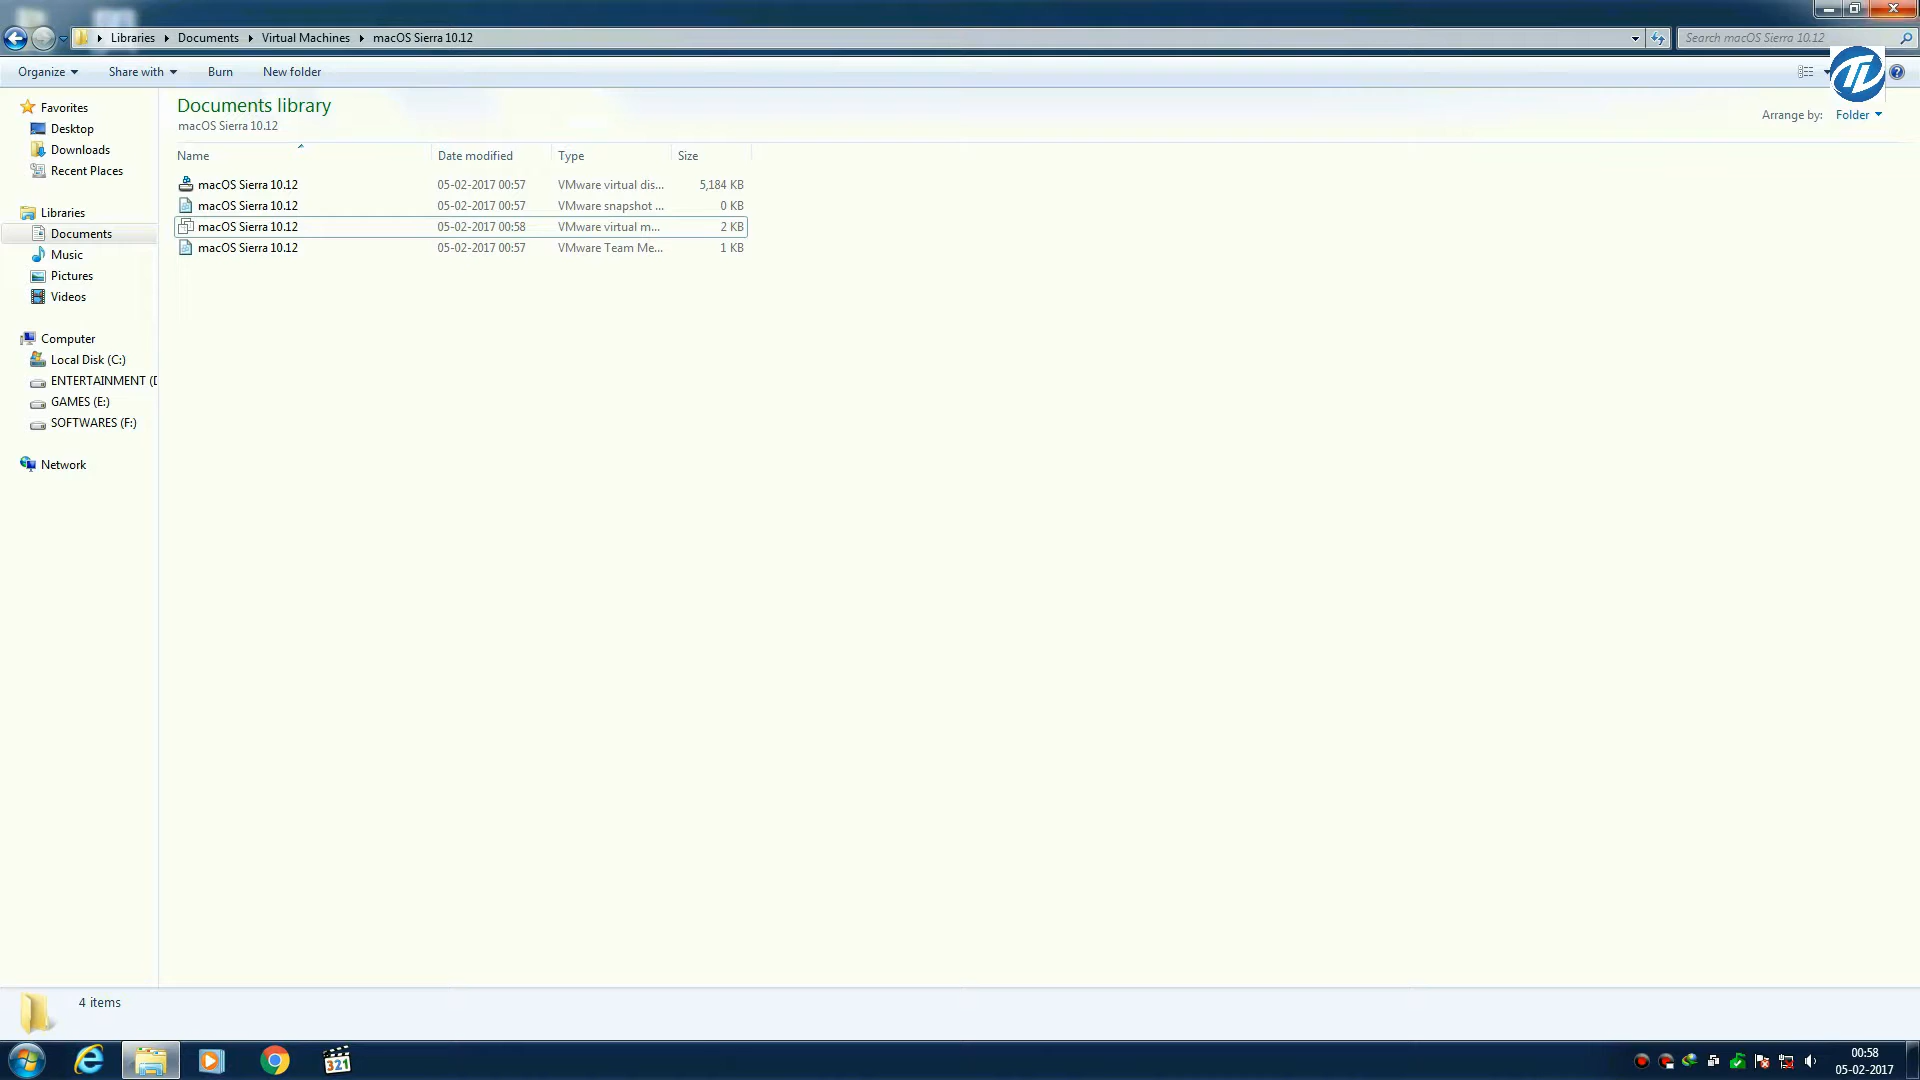 Libraries Documents Virtual Machines macOS Sierra 10.12
Search macOS Sierra 10.12
Organize Share with Burn New folder
Favorites
Desktop
Downloads
Recent Places
Libraries
Documents
Music
Pictures
Videos
Computer
Local Disk (C:)
ENTERTAINMENT (D
GAMES (E:)
SOFTWARES (F:)
Network
Documents library
macOS Sierra 10.12
Arrange by: Folder
Name Date modified Type Size
macOS Sierra 10.12 05-02-2017 00:57 VMware virtual dis... 5,184 KB
macOS Sierra 10.12 05-02-2017 00:57 VMware snapshot ... 0 KB
macOS Sierra 10.12 05-02-2017 00:58 VMware virtual m... 2 KB
macOS Sierra 10.12 05-02-2017 00:57 VMware Team Me... 1 KB
4 items
321
00:58
05-02-2017